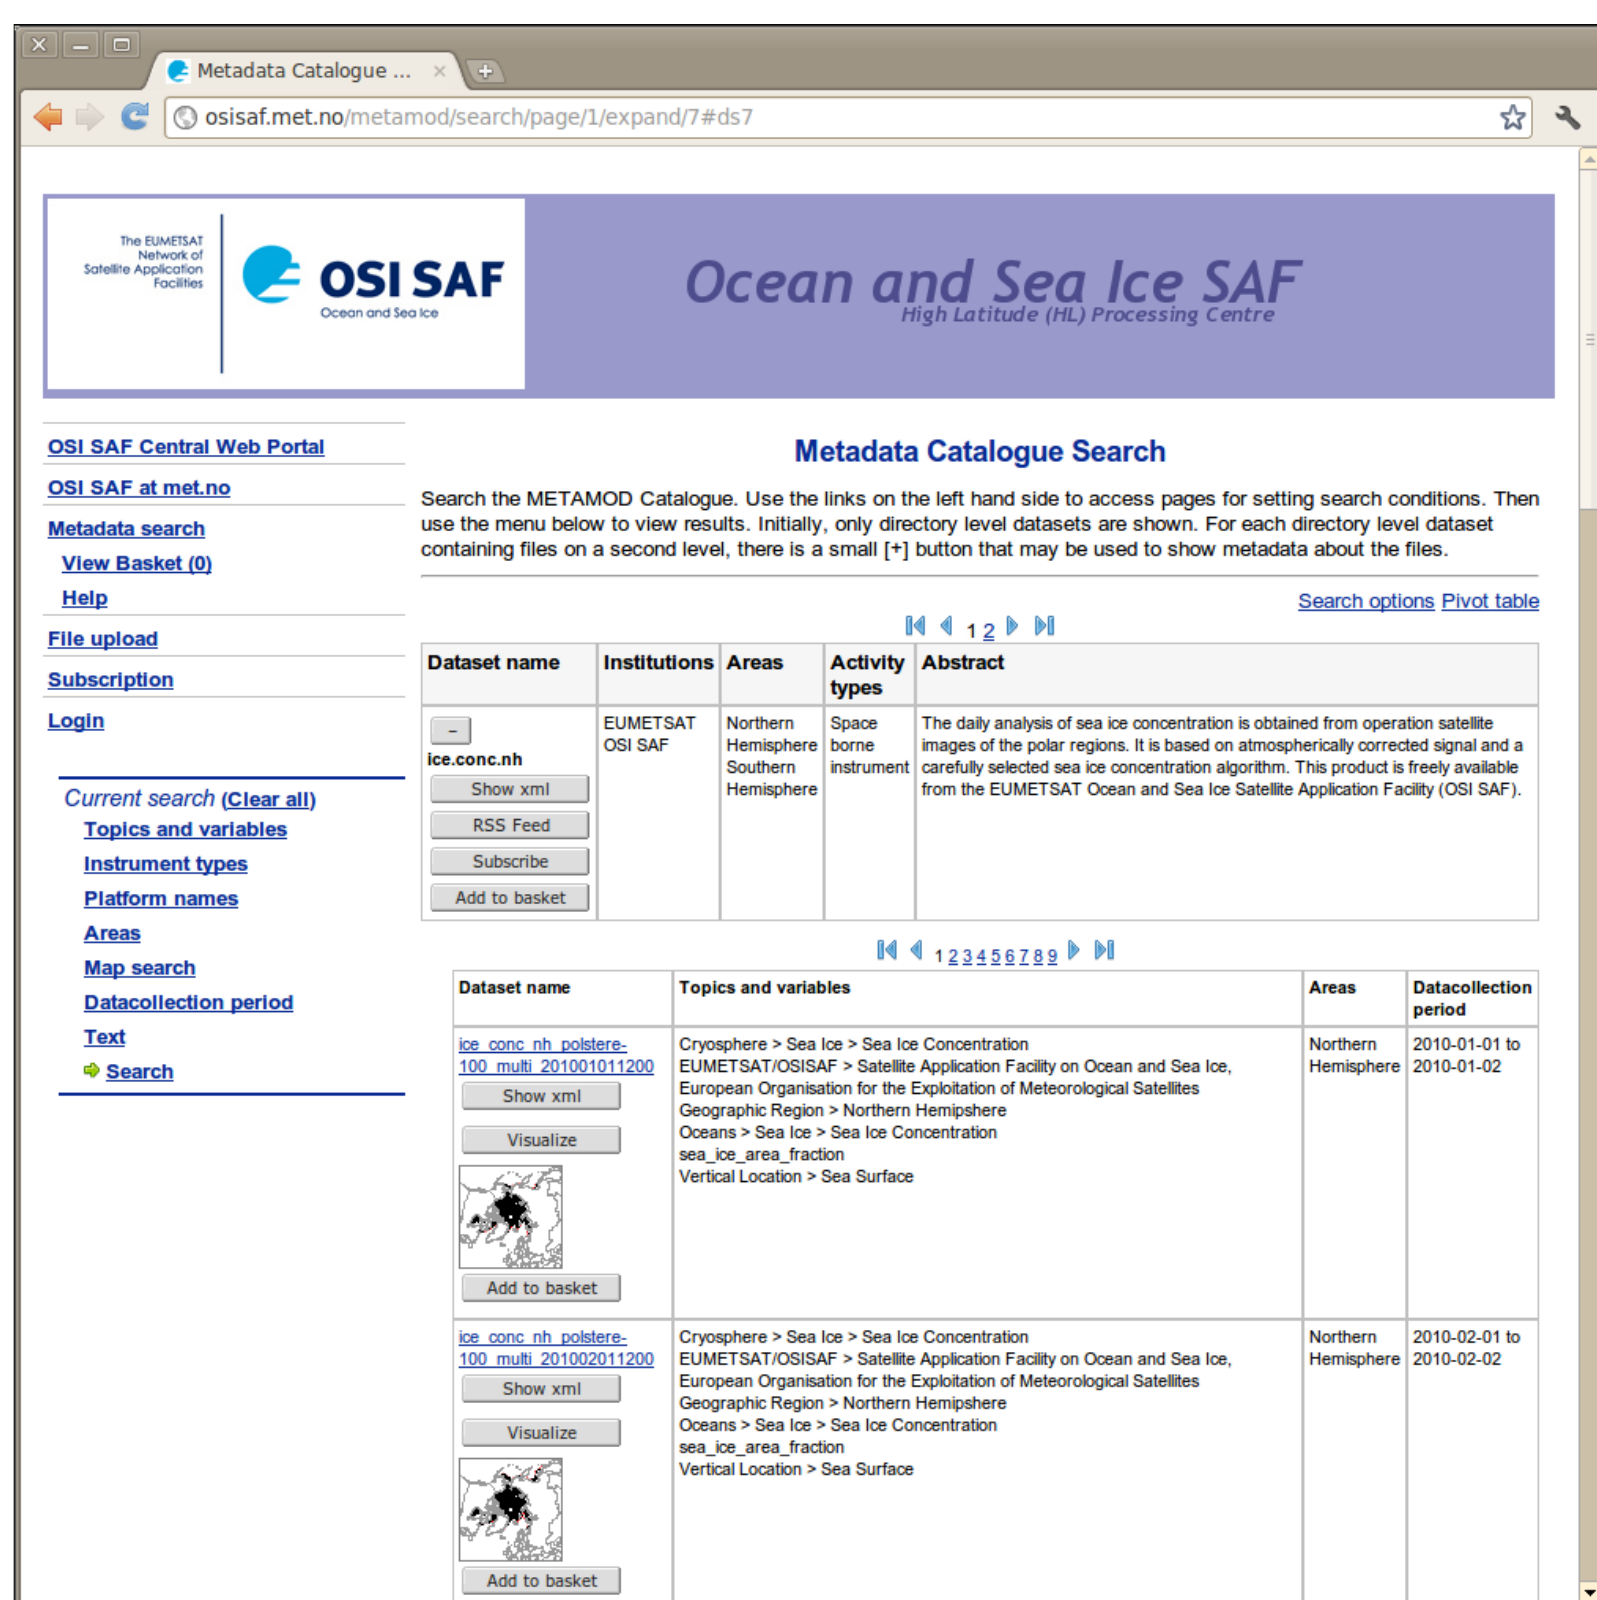 Metadata Catalogue ...
osisaf.met.no/metamod/search/page/1/expand/7#ds7
The EUMETSAT
Network of
Satellite Application
Facilities
OSI SAF
Ocean and Sea Ice
Ocean and Sea Ice SAF
High Latitude (HL) Processing Centre
OSI SAF Central Web Portal
OSI SAF at met.no
Metadata search
View Basket (0)
Help
File upload
Subscription
Login
Current search (Clear all)
Topics and variables
Instrument types
Platform names
Areas
Map search
Datacollection period
Text
Search
Metadata Catalogue Search
Search the METAMOD Catalogue. Use the links on the left hand side to access pages for setting search conditions. Then
use the menu below to view results. Initially, only directory level datasets are shown. For each directory level dataset
containing files on a second level, there is a small [+] button that may be used to show metadata about the files.
Search options Pivot table
1 2
Dataset name
Institutions
Areas
Activity
types
Abstract
–
ice.conc.nh
Show xml
RSS Feed
Subscribe
Add to basket
EUMETSAT
OSI SAF
Northern
Hemisphere
Southern
Hemisphere
Space
borne
instrument
The daily analysis of sea ice concentration is obtained from operation satellite
images of the polar regions. It is based on atmospherically corrected signal and a
carefully selected sea ice concentration algorithm. This product is freely available
from the EUMETSAT Ocean and Sea Ice Satellite Application Facility (OSI SAF).
1 2 3 4 5 6 7 8 9
Dataset name
Topics and variables
Areas
Datacollection
period
ice_conc_nh_polstere-
100_multi_201001011200
Show xml
Visualize
Add to basket
Cryosphere > Sea Ice > Sea Ice Concentration
EUMETSAT/OSISAF > Satellite Application Facility on Ocean and Sea Ice,
European Organisation for the Exploitation of Meteorological Satellites
Geographic Region > Northern Hemipshere
Oceans > Sea Ice > Sea Ice Concentration
sea_ice_area_fraction
Vertical Location > Sea Surface
Northern
Hemisphere
2010-01-01 to
2010-01-02
ice_conc_nh_polstere-
100_multi_201002011200
Show xml
Visualize
Add to basket
Cryosphere > Sea Ice > Sea Ice Concentration
EUMETSAT/OSISAF > Satellite Application Facility on Ocean and Sea Ice,
European Organisation for the Exploitation of Meteorological Satellites
Geographic Region > Northern Hemipshere
Oceans > Sea Ice > Sea Ice Concentration
sea_ice_area_fraction
Vertical Location > Sea Surface
Northern
Hemisphere
2010-02-01 to
2010-02-02